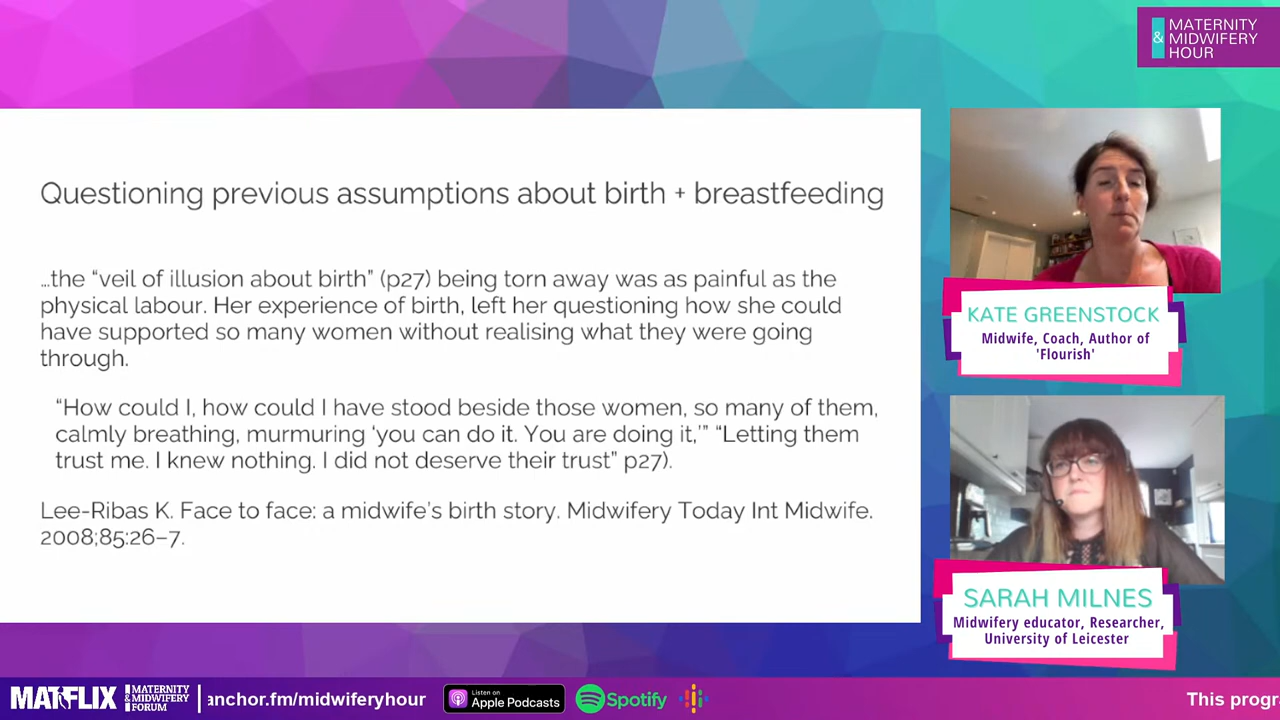 MATERNITY
& MIDWIFERY
HOUR
Questioning previous assumptions about birth + breastfeeding
…the “veil of illusion about birth” (p27) being torn away was as painful as the
physical labour. Her experience of birth, left her questioning how she could
have supported so many women without realising what they were going
through.
“How could I, how could I have stood beside those women, so many of them,
calmly breathing, murmuring ‘you can do it. You are doing it,’” “Letting them
trust me. I knew nothing. I did not deserve their trust” p27).
Lee-Ribas K. Face to face: a midwife’s birth story. Midwifery Today Int Midwife.
2008;85:26–7.
KATE GREENSTOCK
Midwife, Coach, Author of
'Flourish'
SARAH MILNES
Midwifery educator, Researcher,
University of Leicester
MATFLIX
MATERNITY
& MIDWIFERY
FORUM
anchor.fm/midwiferyhour
Listen on
Apple Podcasts
Spotify
This progr